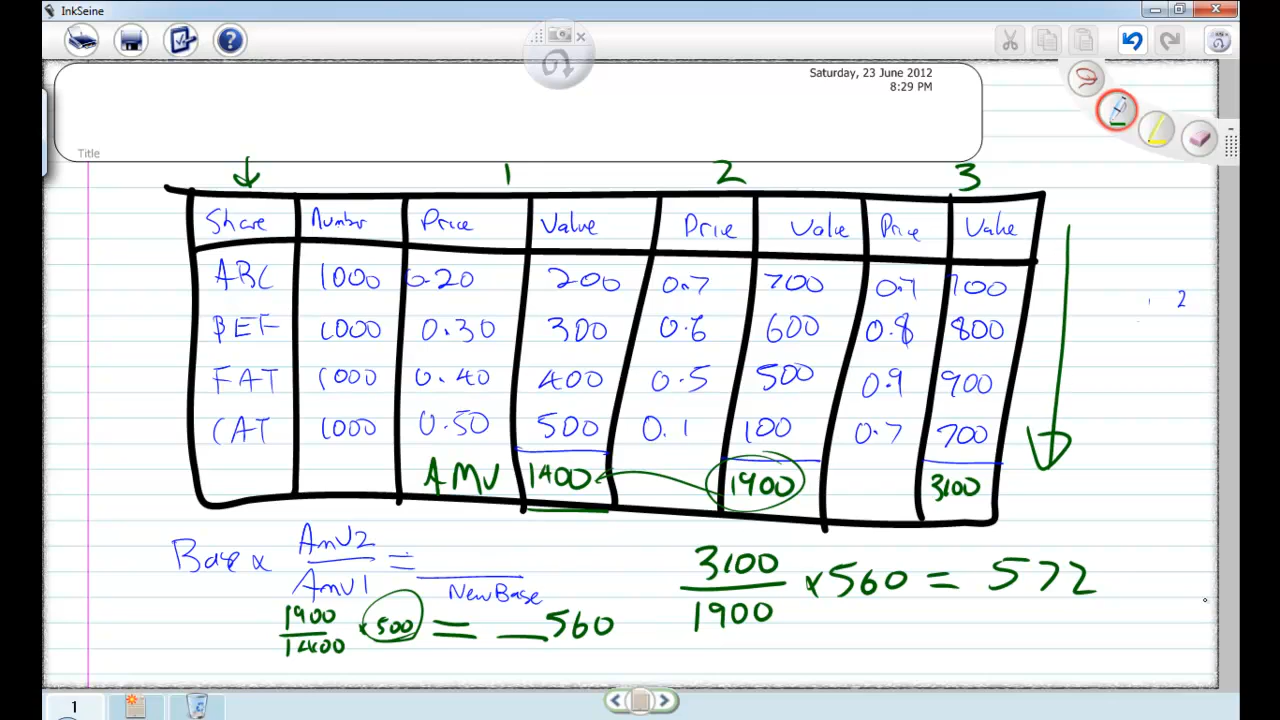 InkSeine
Saturday, 23 June 2012
8:29 PM
Title
1 2 3
Share Number Price Value Price Value Price Value
ABC 1000 0.20 200 0.7 700 0.7 700
BEF 1000 0.30 300 0.6 600 0.8 800
FAT 1000 0.40 400 0.5 500 0.9 900
CAT 1000 0.50 500 0.1 100 0.7 700
AMV 1400 1900 3100
2
Base x AmV2 / AmV1 = New Base
1900 / 1400 x 500 = 560
3100 / 1900 x 560 = 572
1